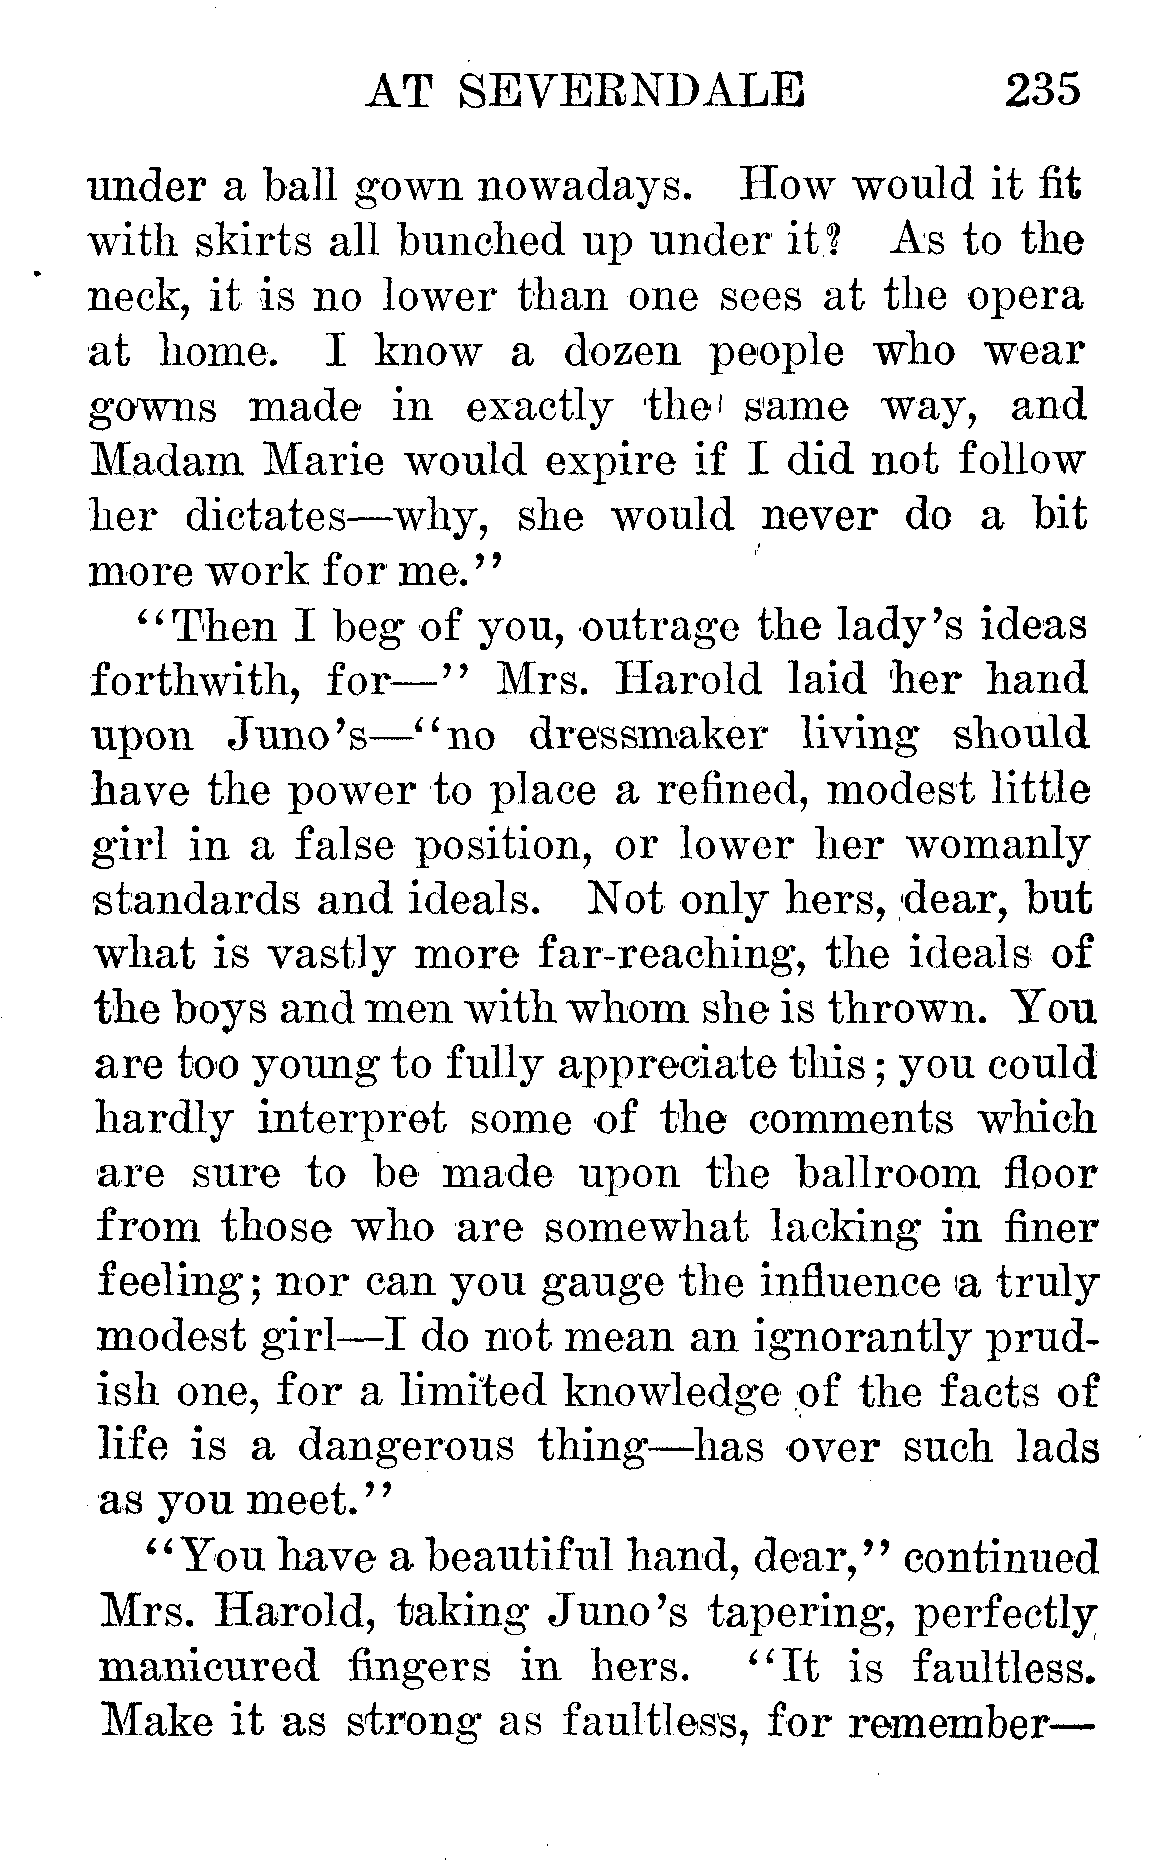 AT SEVERNDALE 235
under a ball gown nowadays. How would it fit
with skirts all bunched up under it? As to the
neck, it is no lower than one sees at the opera
at home. I know a dozen people who wear
gowns made in exactly the same way, and
Madam Marie would expire if I did not follow
her dictates—why, she would never do a bit
more work for me.”
“Then I beg of you, outrage the lady’s ideas
forthwith, for—” Mrs. Harold laid her hand
upon Juno’s—“no dressmaker living should
have the power to place a refined, modest little
girl in a false position, or lower her womanly
standards and ideals. Not only hers, dear, but
what is vastly more far-reaching, the ideals of
the boys and men with whom she is thrown. You
are too young to fully appreciate this; you could
hardly interpret some of the comments which
are sure to be made upon the ballroom floor
from those who are somewhat lacking in finer
feeling; nor can you gauge the influence a truly
modest girl—I do not mean an ignorantly prud-
ish one, for a limited knowledge of the facts of
life is a dangerous thing—has over such lads
as you meet.”
“You have a beautiful hand, dear,” continued
Mrs. Harold, taking Juno’s tapering, perfectly
manicured fingers in hers. “It is faultless.
Make it as strong as faultless, for remember—